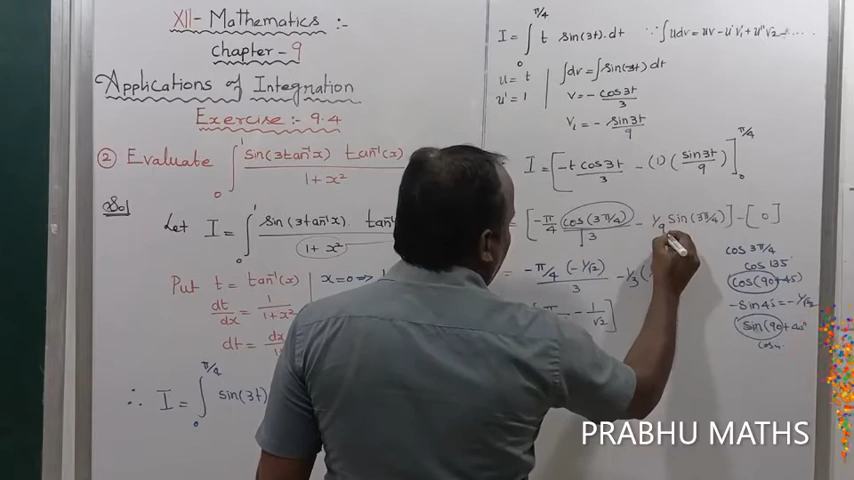 XII- Mathematics :-
chapter - 9
Applications of Integration
Exercise :- 9.4
② Evaluate ∫₀¹ sin(3tan⁻¹(x)) tan⁻¹(x) / 1+x²
Sol
Let I = ∫₀¹ sin(3tan⁻¹(x)) tan⁻¹ / 1+x²
Put t = tan⁻¹(x) | x=0 ⇒
dt/dx = 1/1+x²
dt = dx
∴ I = ∫₀^π/4 sin(3t)
I = ∫₀^π/4 t sin(3t).dt ∵ ∫udv = uv - u'v₁ + u''v₂ - ....
u = t | ∫dv = ∫sin(3t) dt
u' = 1 | v = - cos3t/3
v₁ = - sin3t/9
I = [-t cos3t/3 - (1)(sin3t/9)]₀^π/4
= [-π/4 cos(3π/4)/3 - 1/9 sin(3π/4)] - [0]
= -π/4 (-1/√2)/3 - 1/3 (
- 1/√2]
cos 3π/4
cos 135
cos(90+45)
-sin45 = -1/√2
sin(90+
PRABHU MATHS